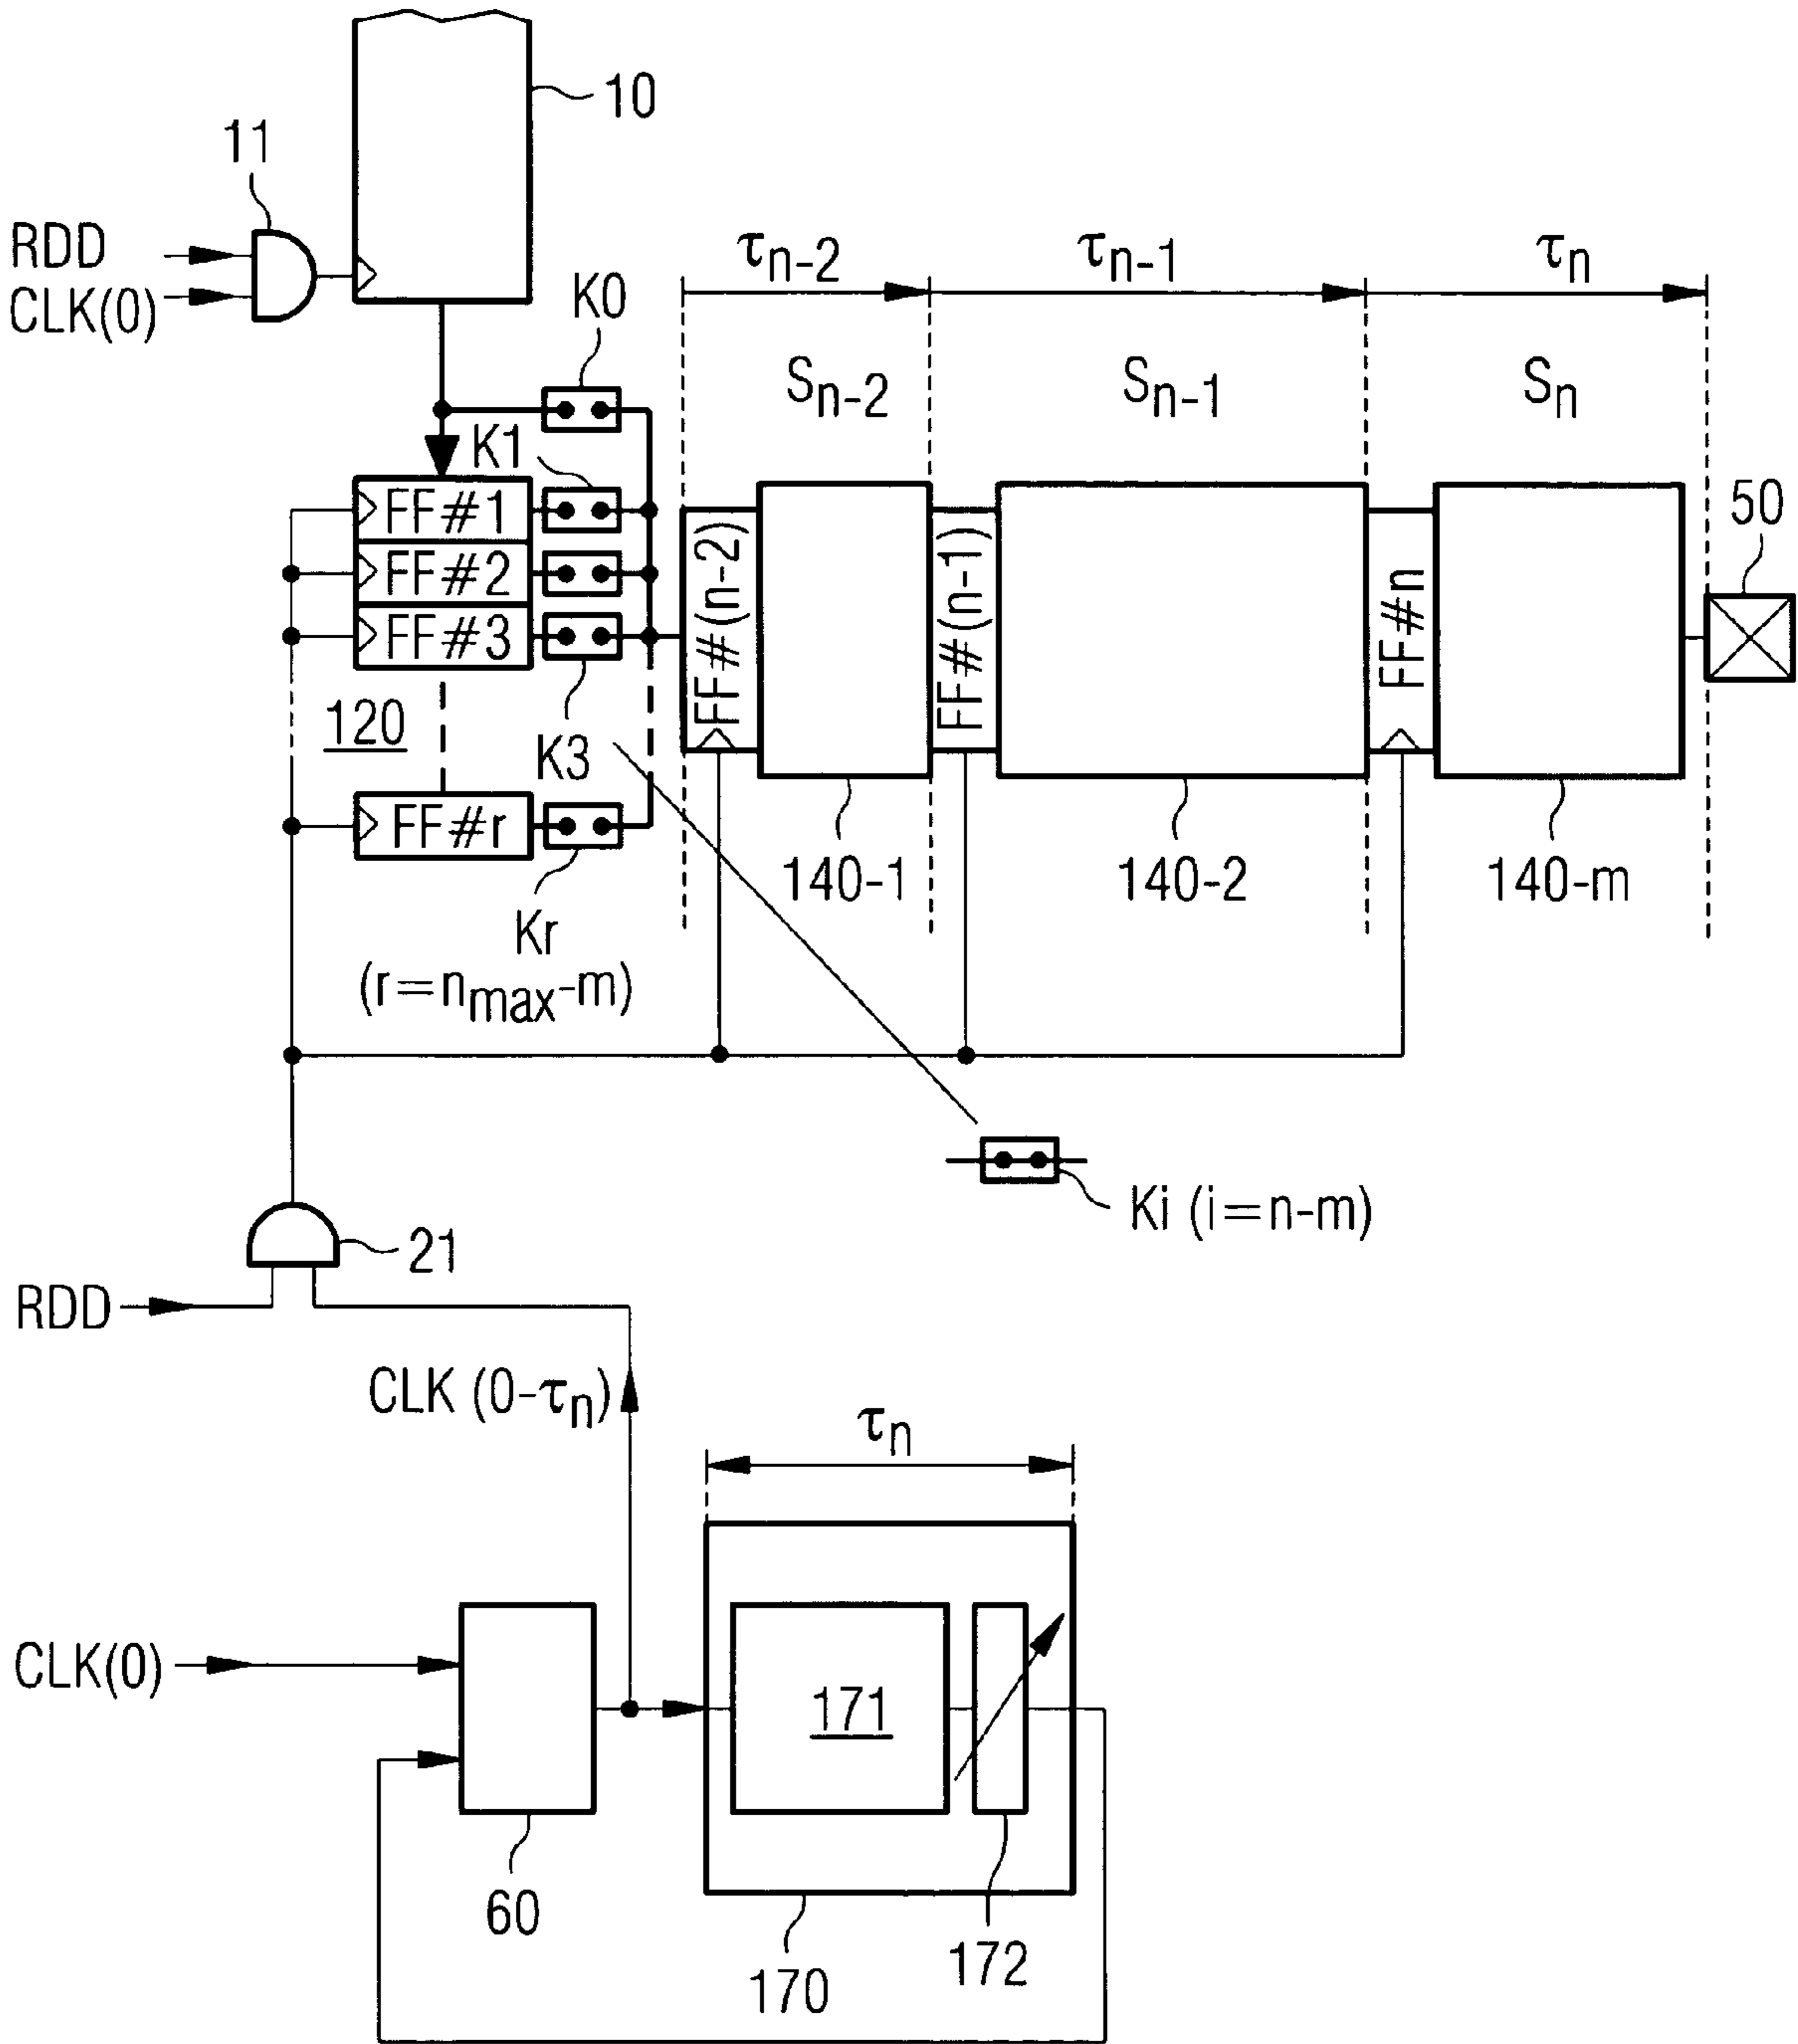 10
11
RDD
CLK(0)
K0
τn-2
τn-1
τn
Sn-2
Sn-1
Sn
K1
FF#1
FF#2
FF#3
FF#(n-2)
FF#(n-1)
FF#n
50
120
K3
FF#r
Kr
(r=nmax-m)
140-1
140-2
140-m
Ki (i=n-m)
21
RDD
CLK (0-τn)
τn
CLK(0)
171
60
170
172